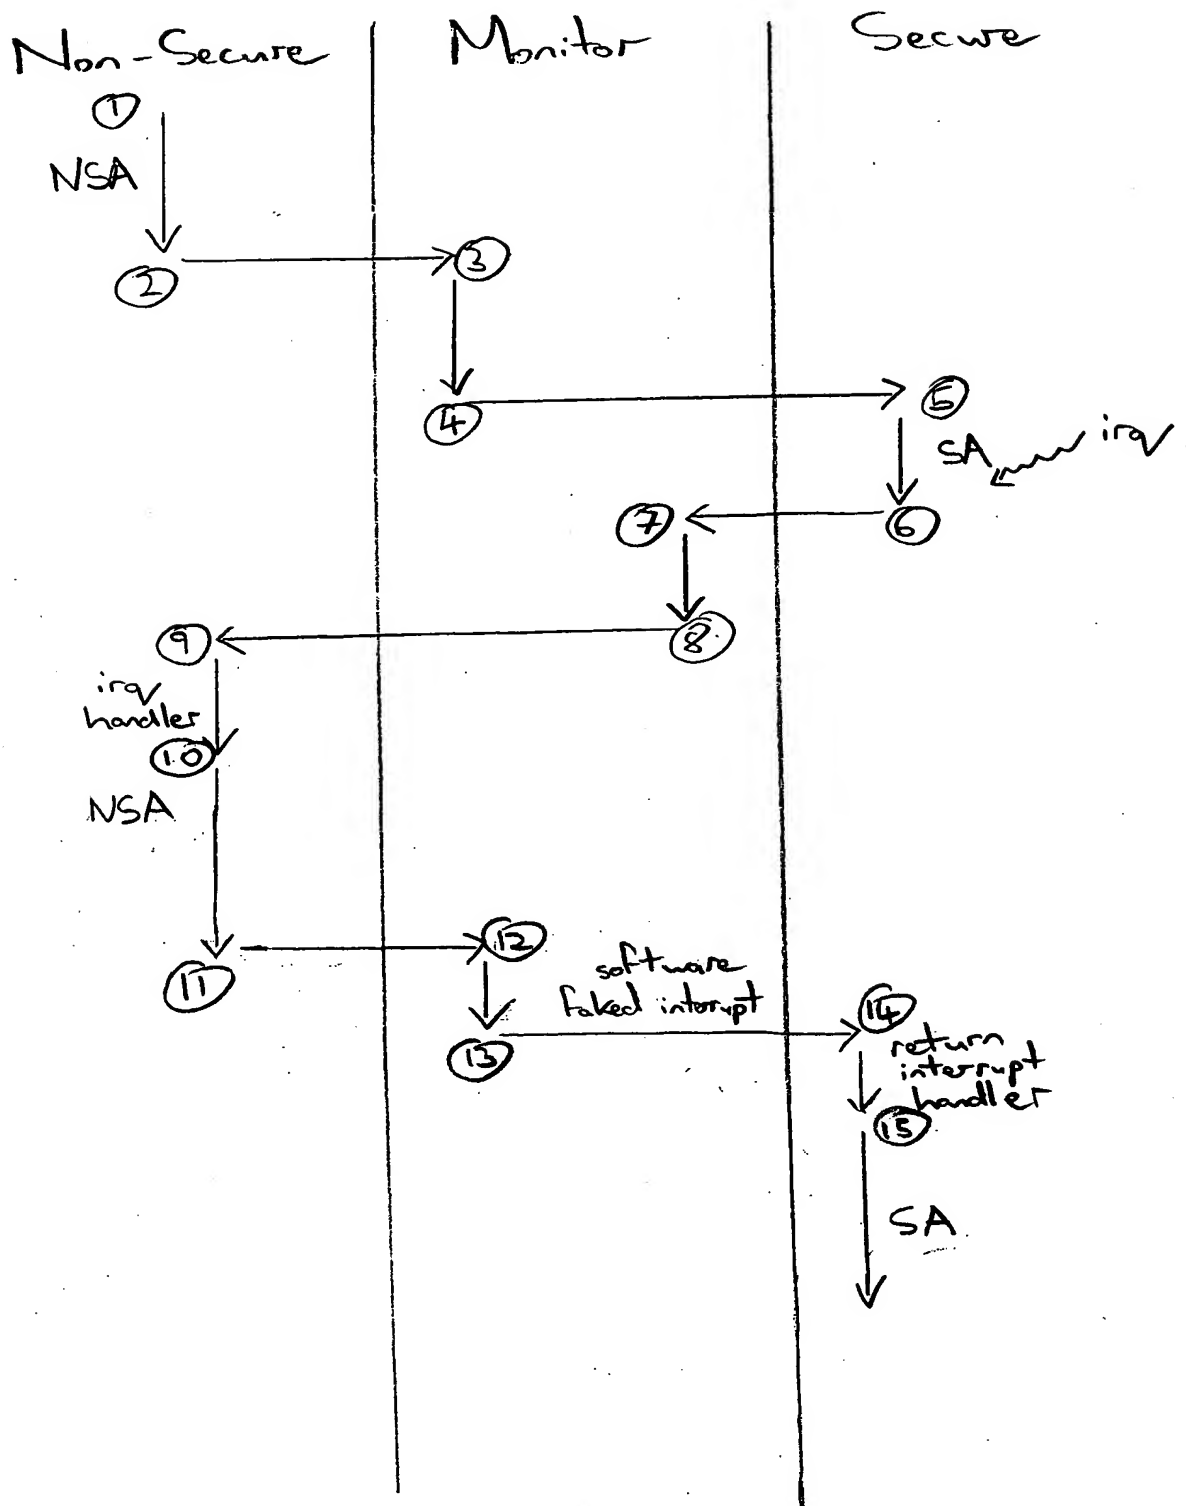 Non-Secure Monitor Secure
1
NSA
2 3
4 5
SA irq
7 6
9 8
irq
handler
10
NSA
12
software
11 faked interupt 14
13 return
interrupt
handler
15
SA